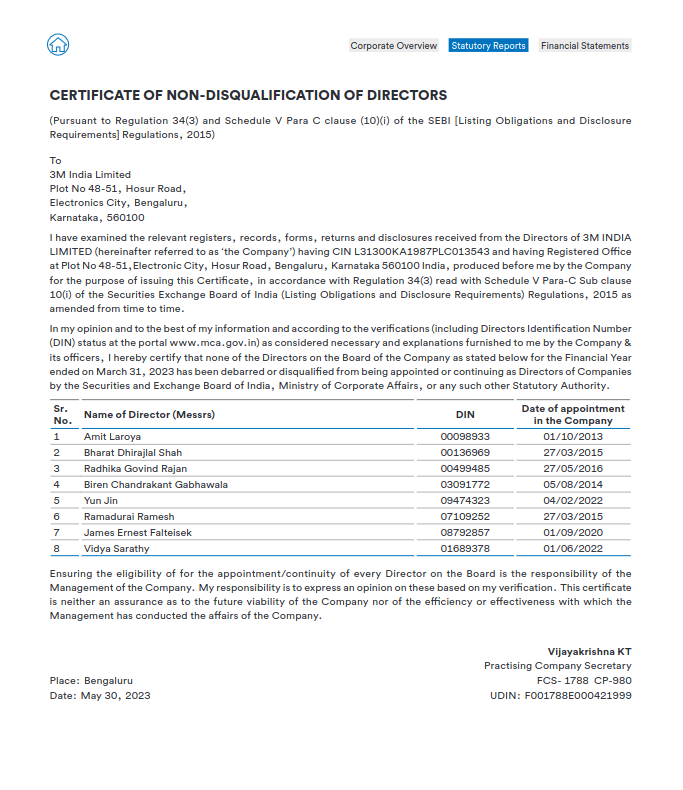 Corporate Overview Statutory Reports Financial Statements
CERTIFICATE OF NON-DISQUALIFICATION OF DIRECTORS
(Pursuant to Regulation 34(3) and Schedule V Para C clause (10)(i) of the SEBI [Listing Obligations and Disclosure
Requirements] Regulations, 2015)
To
3M India Limited
Plot No 48-51, Hosur Road,
Electronics City, Bengaluru,
Karnataka, 560100
I have examined the relevant registers, records, forms, returns and disclosures received from the Directors of 3M INDIA
LIMITED (hereinafter referred to as ‘the Company’) having CIN L31300KA1987PLC013543 and having Registered Office
at Plot No 48-51,Electronic City, Hosur Road, Bengaluru, Karnataka 560100 India, produced before me by the Company
for the purpose of issuing this Certificate, in accordance with Regulation 34(3) read with Schedule V Para-C Sub clause
10(i) of the Securities Exchange Board of India (Listing Obligations and Disclosure Requirements) Regulations, 2015 as
amended from time to time.
In my opinion and to the best of my information and according to the verifications (including Directors Identification Number
(DIN) status at the portal www.mca.gov.in) as considered necessary and explanations furnished to me by the Company &
its officers, I hereby certify that none of the Directors on the Board of the Company as stated below for the Financial Year
ended on March 31, 2023 has been debarred or disqualified from being appointed or continuing as Directors of Companies
by the Securities and Exchange Board of India, Ministry of Corporate Affairs, or any such other Statutory Authority.
Sr. No. Name of Director (Messrs) DIN Date of appointment in the Company
1 Amit Laroya 00098933 01/10/2013
2 Bharat Dhirajlal Shah 00136969 27/03/2015
3 Radhika Govind Rajan 00499485 27/05/2016
4 Biren Chandrakant Gabhawala 03091772 05/08/2014
5 Yun Jin 09474323 04/02/2022
6 Ramadurai Ramesh 07109252 27/03/2015
7 James Ernest Falteisek 08792857 01/09/2020
8 Vidya Sarathy 01689378 01/06/2022
Ensuring the eligibility of for the appointment/continuity of every Director on the Board is the responsibility of the
Management of the Company. My responsibility is to express an opinion on these based on my verification. This certificate
is neither an assurance as to the future viability of the Company nor of the efficiency or effectiveness with which the
Management has conducted the affairs of the Company.
Vijayakrishna KT
Practising Company Secretary
Place: Bengaluru FCS- 1788 CP-980
Date: May 30, 2023 UDIN: F001788E000421999